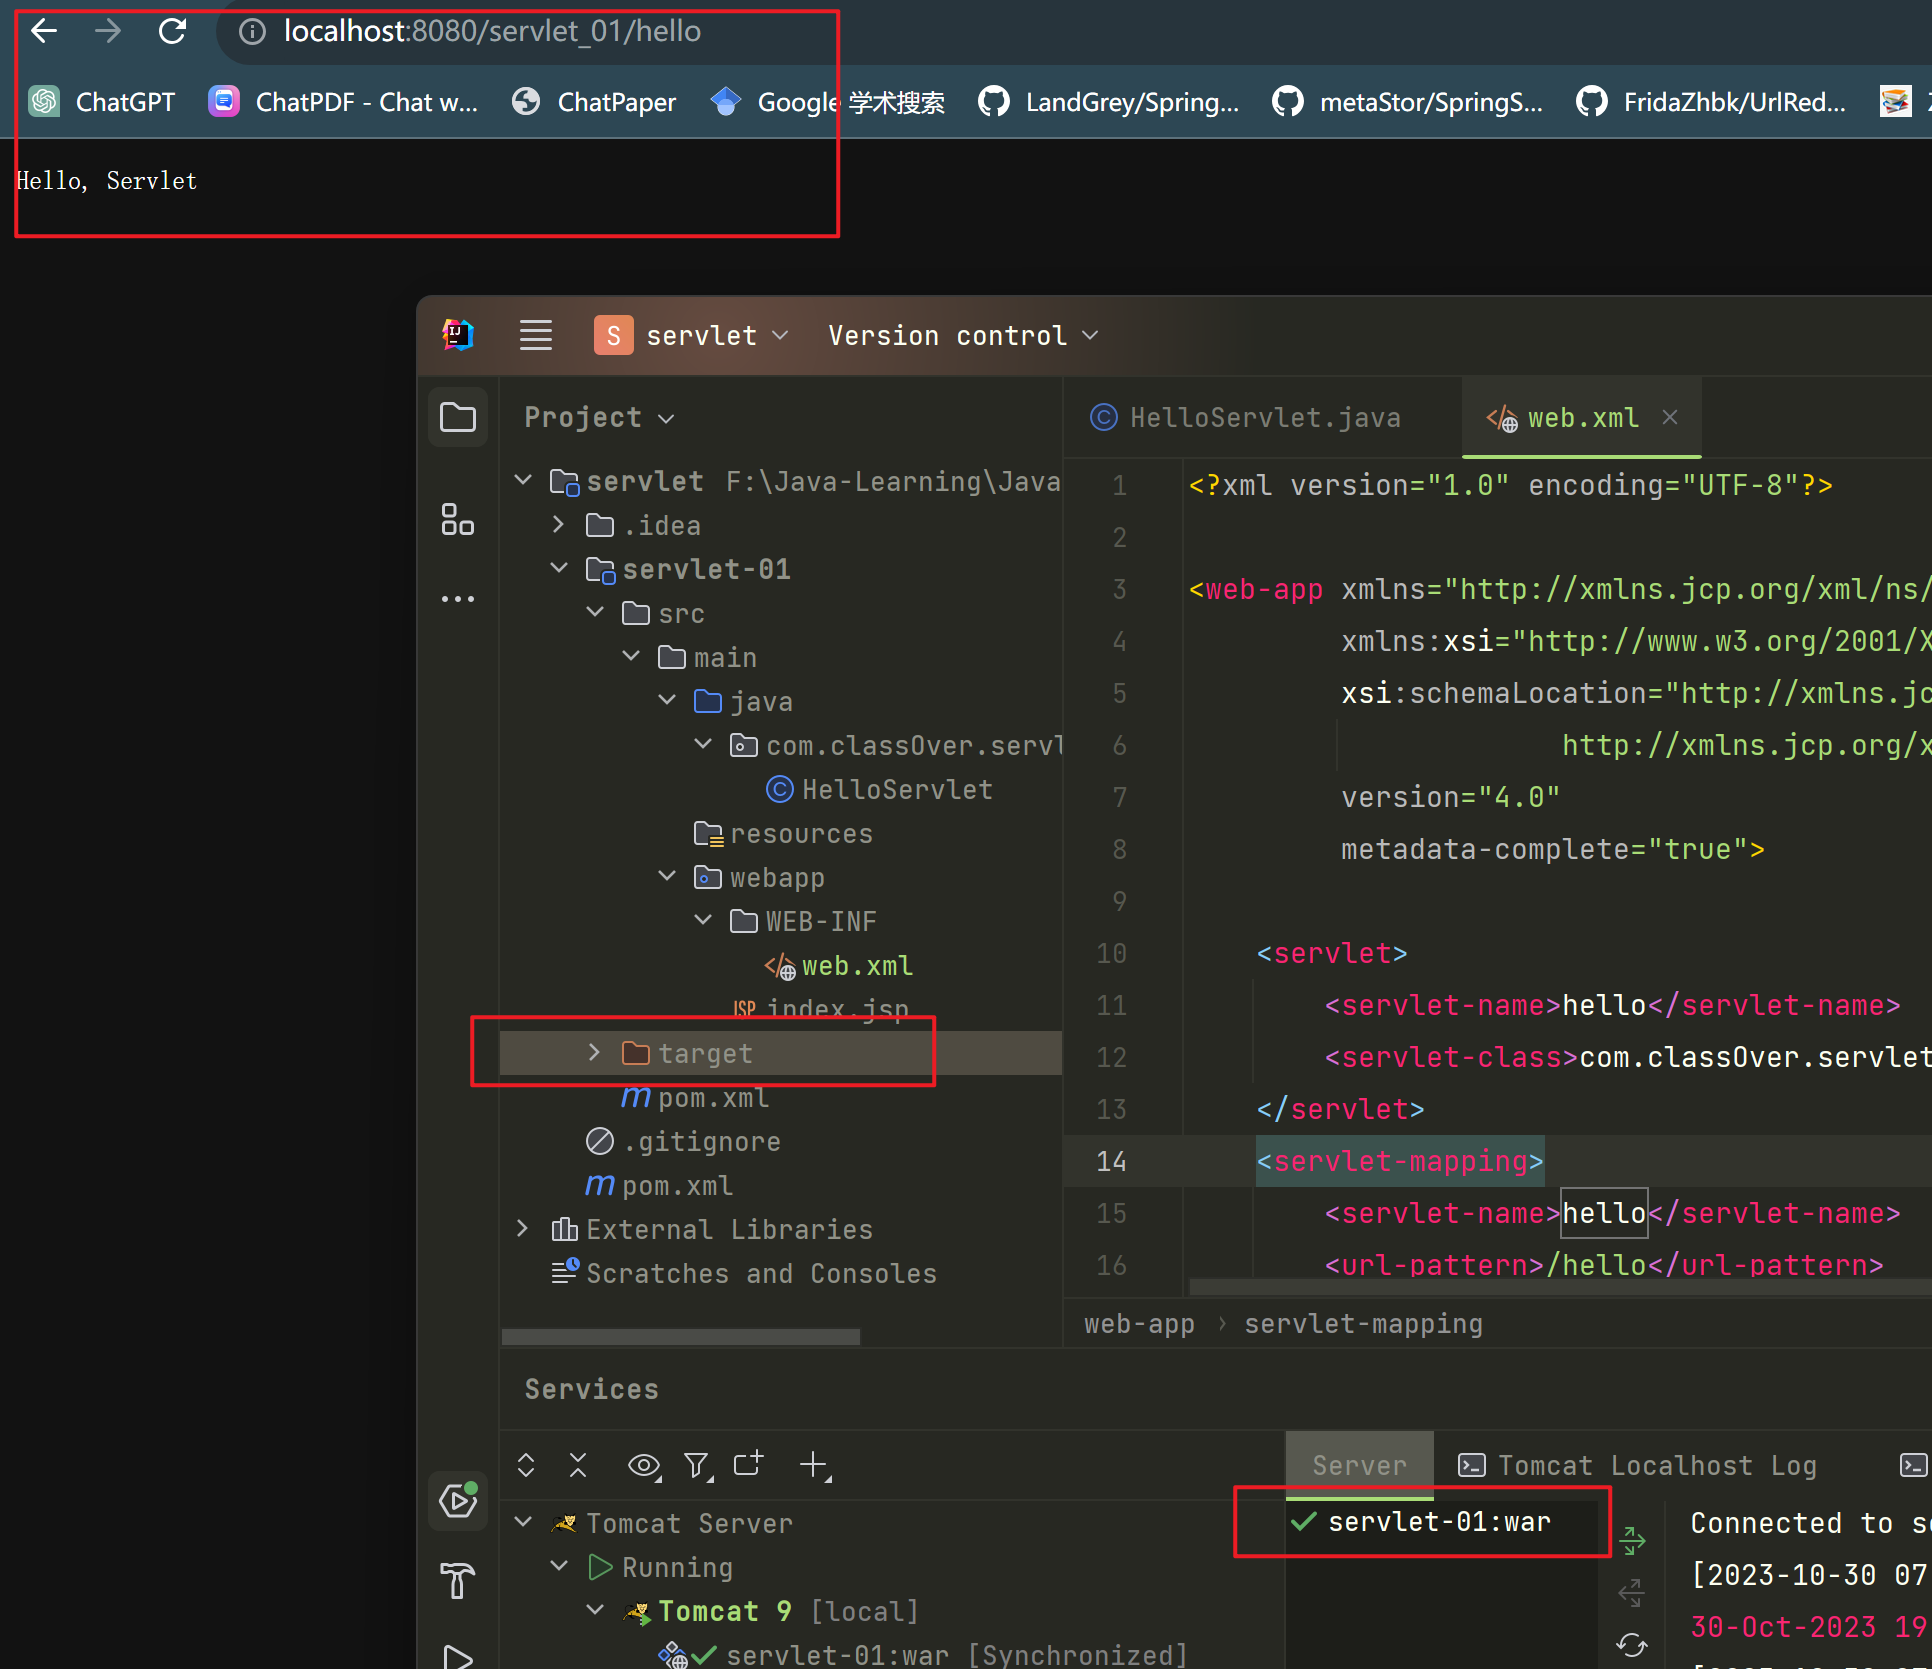 localhost:8080/servlet_01/hello
ChatGPT ChatPDF - Chat w... ChatPaper Google 学术搜索 LandGrey/Spring... metaStor/SpringS... FridaZhbk/UrlRed...
Hello, Servlet
S servlet Version control
Project
HelloServlet.java web.xml
servlet F:\Java-Learning\Java
.idea
servlet-01
src
main
java
com.classOver.serv
HelloServlet
resources
webapp
WEB-INF
web.xml
JSP index.jsp
target
m pom.xml
.gitignore
m pom.xml
External Libraries
Scratches and Consoles
1 <?xml version="1.0" encoding="UTF-8"?>
2
3 <web-app xmlns="http://xmlns.jcp.org/xml/ns/
4 xmlns:xsi="http://www.w3.org/2001/X
5 xsi:schemaLocation="http://xmlns.jc
6 http://xmlns.jcp.org/x
7 version="4.0"
8 metadata-complete="true">
9
10 <servlet>
11 <servlet-name>hello</servlet-name>
12 <servlet-class>com.classOver.servlet
13 </servlet>
14 <servlet-mapping>
15 <servlet-name>hello</servlet-name>
16 <url-pattern>/hello</url-pattern>
web-app › servlet-mapping
Services
Server Tomcat Localhost Log
Tomcat Server
Running
Tomcat 9 [local]
servlet-01:war [Synchronized]
servlet-01:war
Connected to s
[2023-10-30 07
30-Oct-2023 19